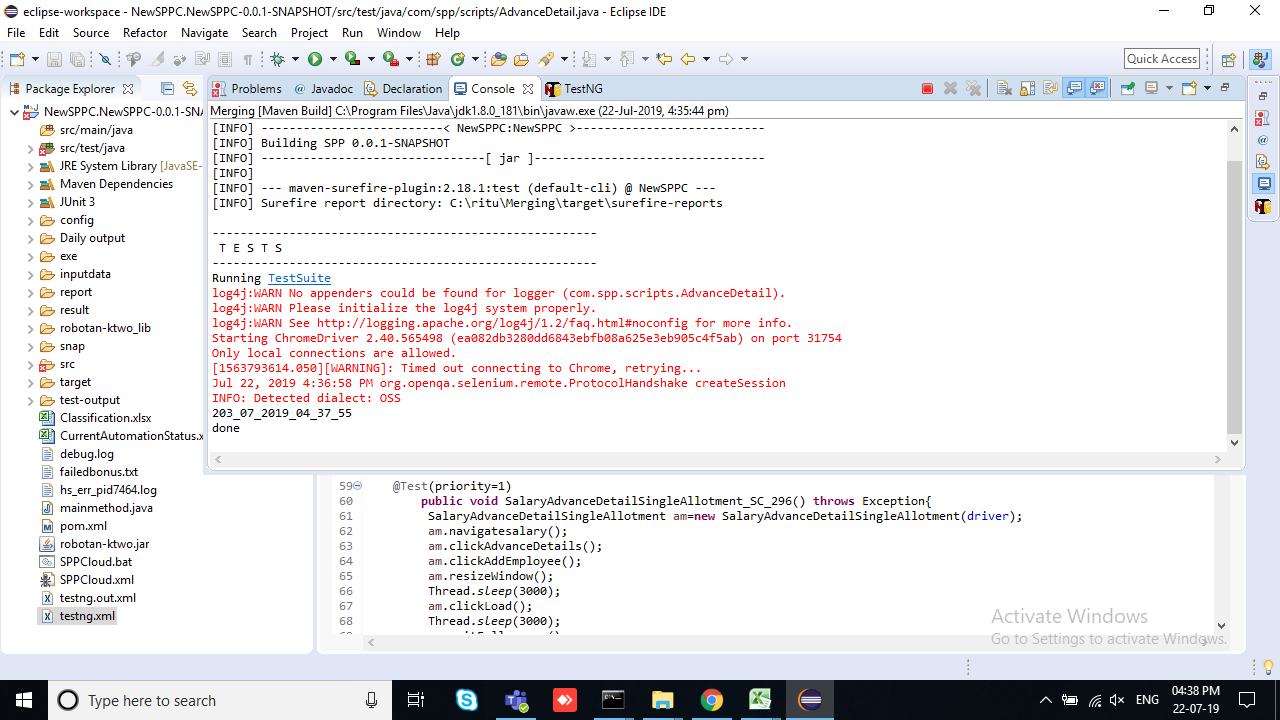 eclipse-workspace - NewSPPC.NewSPPC-0.0.1-SNAPSHOT/src/test/java/com/spp/scripts/AdvanceDetail.java - Eclipse IDE
File Edit Source Refactor Navigate Search Project Run Window Help
Quick Access
Package Explorer
Problems @ Javadoc Declaration Console TestNG
NewSPPC.NewSPPC-0.0.1-SNA
src/main/java
src/test/java
JRE System Library [JavaSE-
Maven Dependencies
JUnit 3
config
Daily output
exe
inputdata
report
result
robotan-ktwo_lib
snap
src
target
test-output
Classification.xlsx
CurrentAutomationStatus.x
debug.log
failedbonus.txt
hs_err_pid7464.log
mainmethod.java
pom.xml
robotan-ktwo.jar
SPPCloud.bat
SPPCloud.xml
testng.out.xml
testng.xml
Merging [Maven Build] C:\Program Files\Java\jdk1.8.0_181\bin\javaw.exe (22-Jul-2019, 4:35:44 pm)
[INFO] --------------------------< NewSPPC:NewSPPC >---------------------------
[INFO] Building SPP 0.0.1-SNAPSHOT
[INFO] --------------------------------[ jar ]---------------------------------
[INFO]
[INFO] --- maven-surefire-plugin:2.18.1:test (default-cli) @ NewSPPC ---
[INFO] Surefire report directory: C:\ritu\Merging\target\surefire-reports
-------------------------------------------------------
T E S T S
-------------------------------------------------------
Running TestSuite
log4j:WARN No appenders could be found for logger (com.spp.scripts.AdvanceDetail).
log4j:WARN Please initialize the log4j system properly.
log4j:WARN See http://logging.apache.org/log4j/1.2/faq.html#noconfig for more info.
Starting ChromeDriver 2.40.565498 (ea082db3280dd6843ebfb08a625e3eb905c4f5ab) on port 31754
Only local connections are allowed.
[1563793614.050][WARNING]: Timed out connecting to Chrome, retrying...
Jul 22, 2019 4:36:58 PM org.openqa.selenium.remote.ProtocolHandshake createSession
INFO: Detected dialect: OSS
203_07_2019_04_37_55
done
59 @Test(priority=1)
60 public void SalaryAdvanceDetailSingleAllotment_SC_296() throws Exception{
61 SalaryAdvanceDetailSingleAllotment am=new SalaryAdvanceDetailSingleAllotment(driver);
62 am.navigatesalary();
63 am.clickAdvanceDetails();
64 am.clickAddEmployee();
65 am.resizeWindow();
66 Thread.sleep(3000);
67 am.clickLoad();
68 Thread.sleep(3000);
Activate Windows
Go to Settings to activate Windows.
Type here to search
ENG
04:38 PM
22-07-19